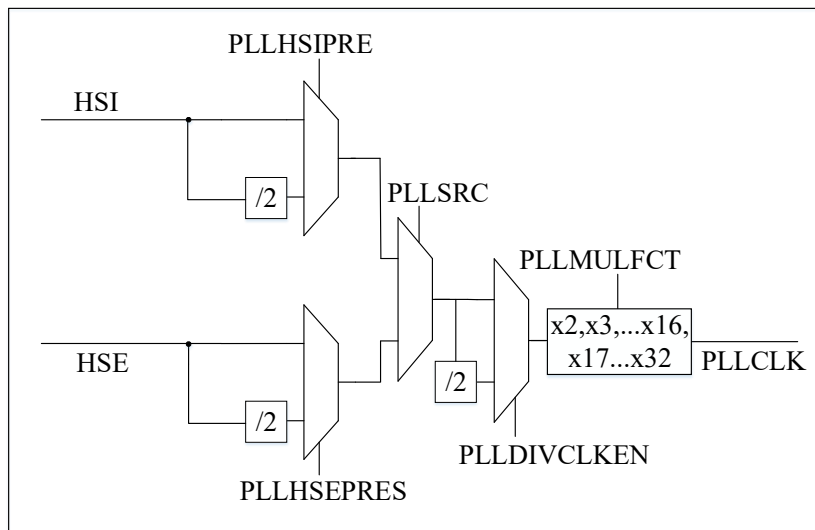 PLLHSIPRE
HSI
/2
PLLSRC
PLLMULFCT
x2,x3,...x16,
x17...x32
PLLCLK
HSE
/2
/2
PLLDIVCLKEN
PLLHSEPRES